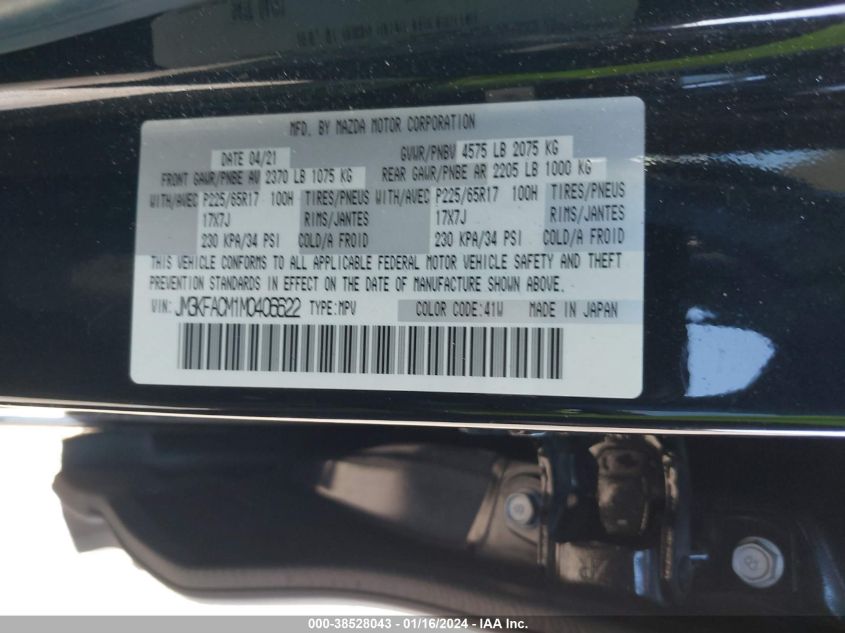 MFD. BY MAZDA MOTOR CORPORATION
DATE 04/21 GVWR/PNBV 4575 LB 2075 KG
FRONT GAWR/PNBE AV 2370 LB 1075 KG REAR GAWR/PNBE AR 2205 LB 1000 KG
WITH/AVEC P225/65R17 100H TIRES/PNEUS WITH/AVEC P225/65R17 100H TIRES/PNEUS
17X7J RIMS/JANTES 17X7J RIMS/JANTES
230 KPA/34 PSI COLD/A FROID 230 KPA/34 PSI COLD/A FROID
THIS VEHICLE CONFORMS TO ALL APPLICABLE FEDERAL MOTOR VEHICLE SAFETY AND THEFT
PREVENTION STANDARDS IN EFFECT ON THE DATE OF MANUFACTURE SHOWN ABOVE.
VIN: JM3KFACM1M0406622 TYPE:MPV COLOR CODE:41W MADE IN JAPAN
000-38528043 - 01/16/2024 - IAA Inc.